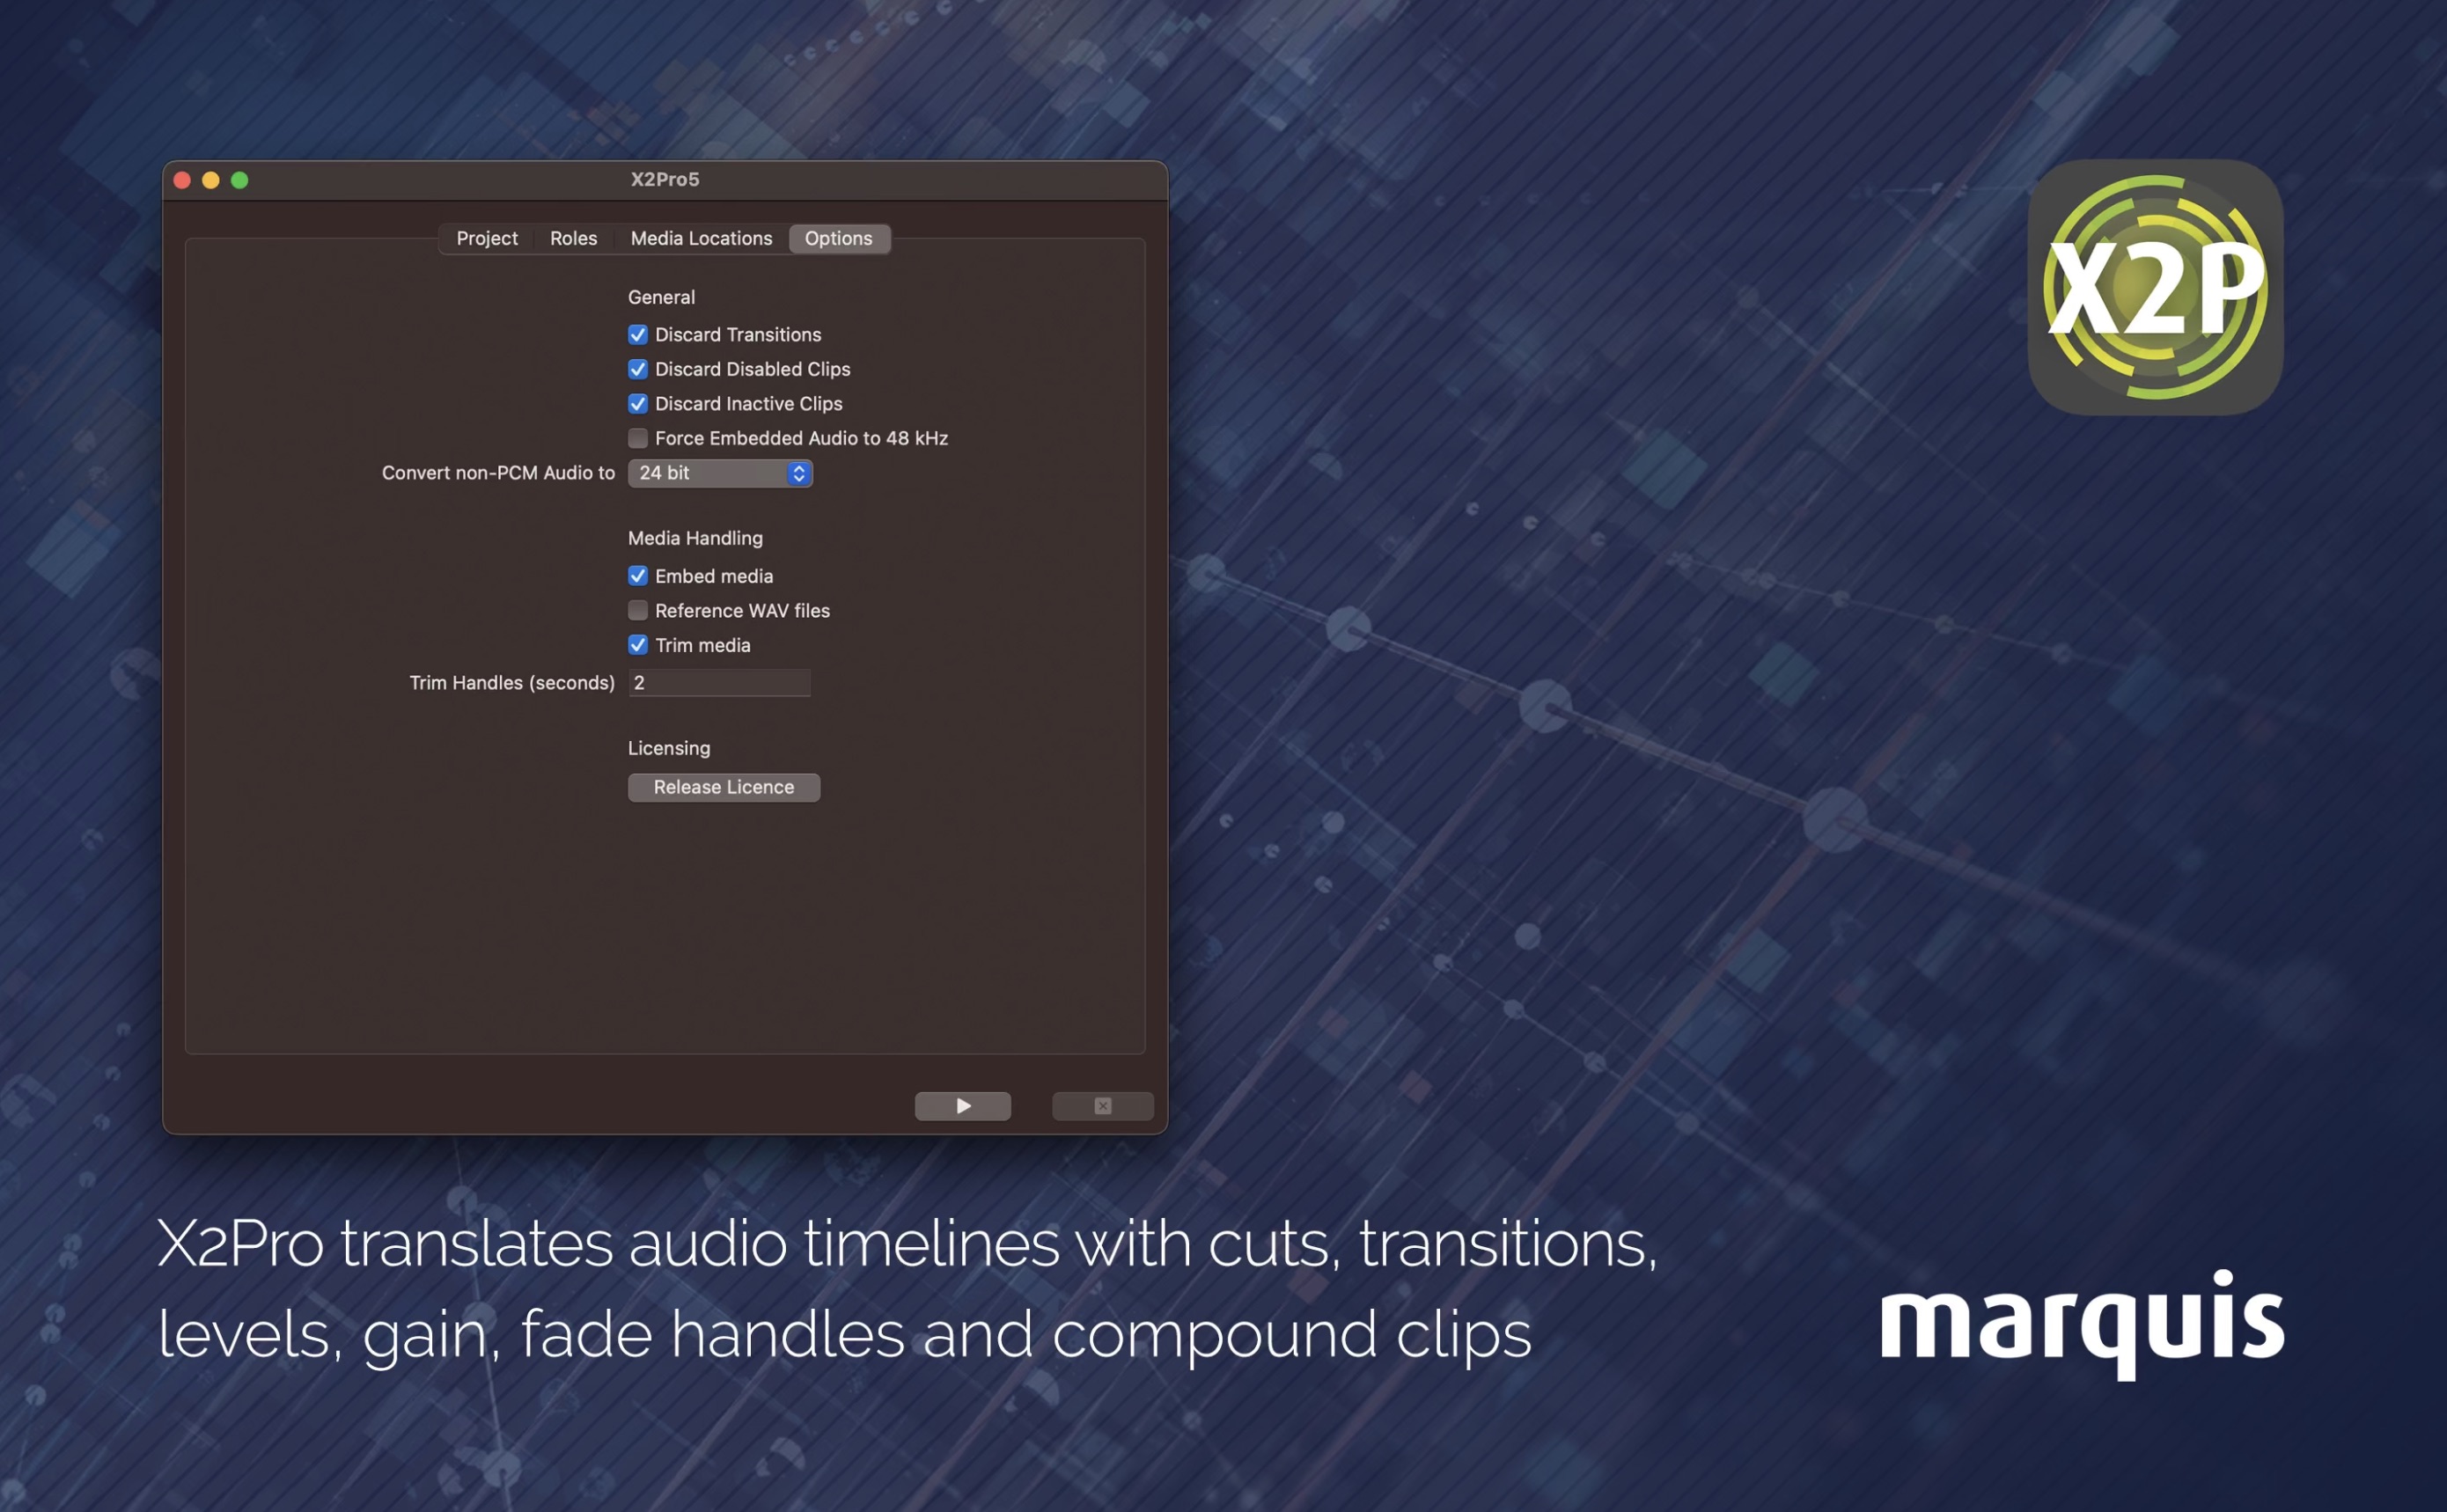 X2Pro5
Project Roles Media Locations Options
General
Discard Transitions
Discard Disabled Clips
Discard Inactive Clips
Force Embedded Audio to 48 kHz
Convert non-PCM Audio to 24 bit
Media Handling
Embed media
Reference WAV files
Trim media
Trim Handles (seconds) 2
Licensing
Release Licence
X2P
X2Pro translates audio timelines with cuts, transitions,
levels, gain, fade handles and compound clips
marquis